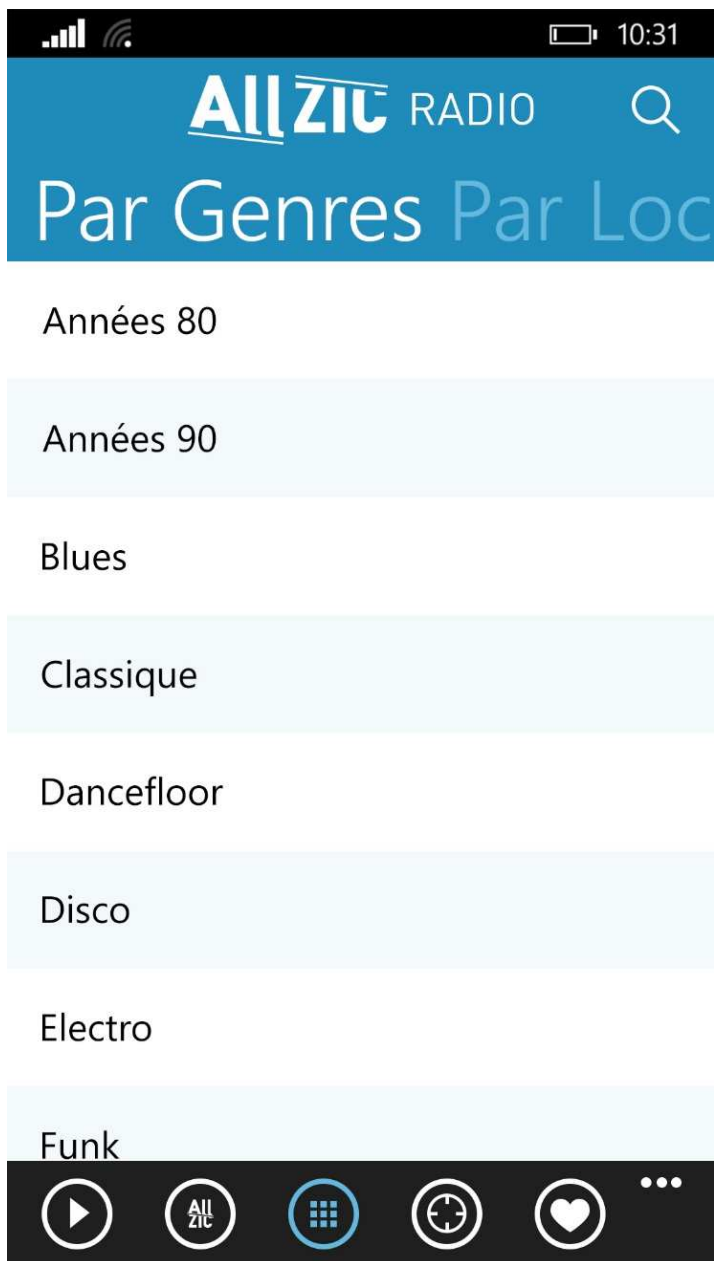 10:31
AllZIC RADIO
Par Genres Par Loc
Années 80
Années 90
Blues
Classique
Dancefloor
Disco
Electro
Funk
All
ZIC